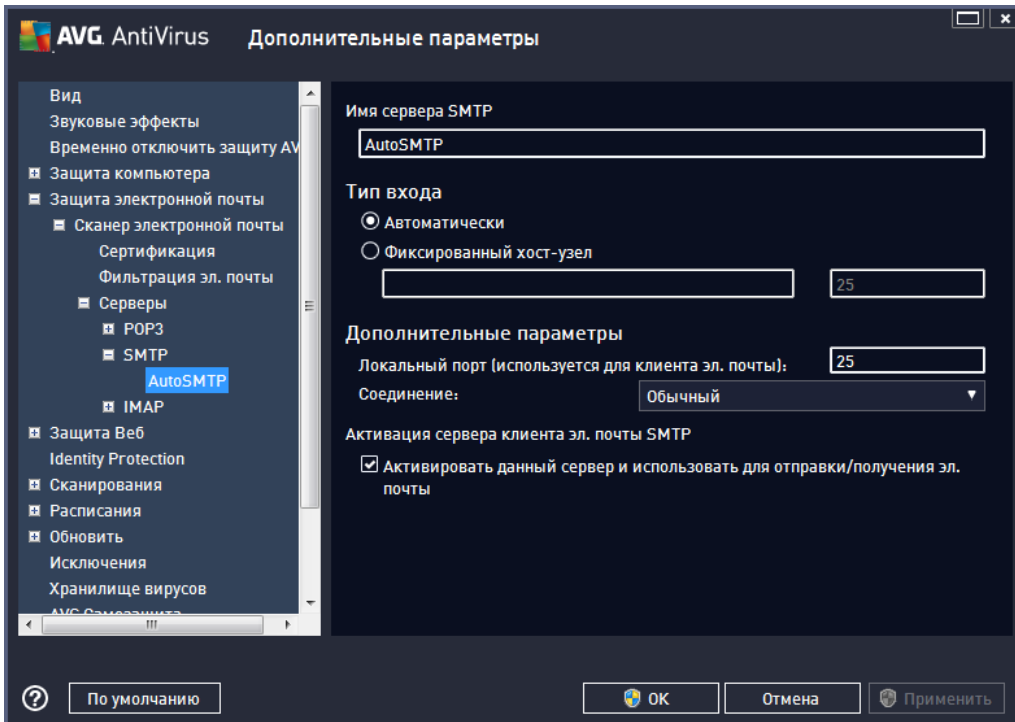 AVG AntiVirus Дополнительные параметры
Вид
Звуковые эффекты
Временно отключить защиту AV
Защита компьютера
Защита электронной почты
Сканер электронной почты
Сертификация
Фильтрация эл. почты
Серверы
POP3
SMTP
AutoSMTP
IMAP
Защита Веб
Identity Protection
Сканирования
Расписания
Обновить
Исключения
Хранилище вирусов
AVG Самозащита
Имя сервера SMTP
AutoSMTP
Тип входа
Автоматически
Фиксированный хост-узел
25
Дополнительные параметры
Локальный порт (используется для клиента эл. почты): 25
Соединение: Обычный
Активация сервера клиента эл. почты SMTP
Активировать данный сервер и использовать для отправки/получения эл.
почты
По умолчанию
OK
Отмена
Применить